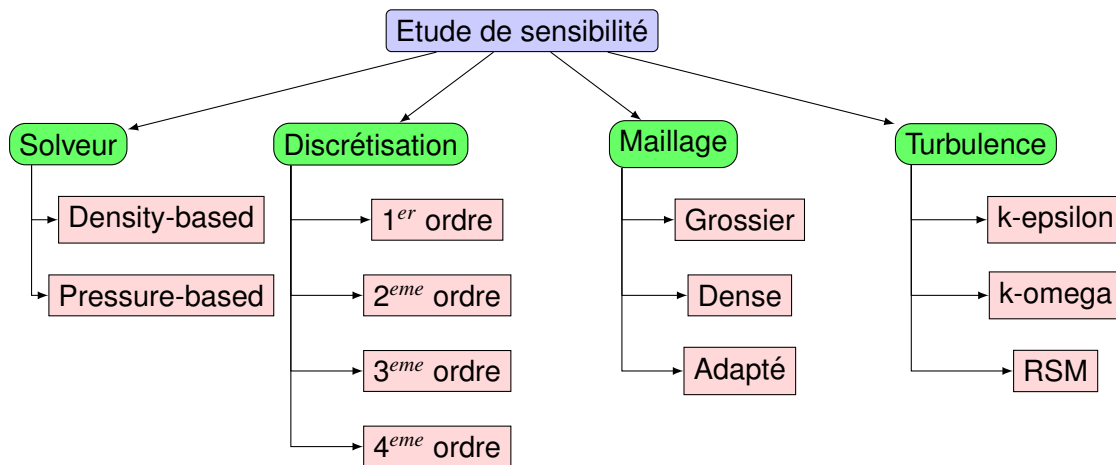 Etude de sensibilité
Solveur
Discrétisation
Maillage
Turbulence
Density-based
1er ordre
Grossier
k-epsilon
Pressure-based
2eme ordre
Dense
k-omega
3eme ordre
Adapté
RSM
4eme ordre